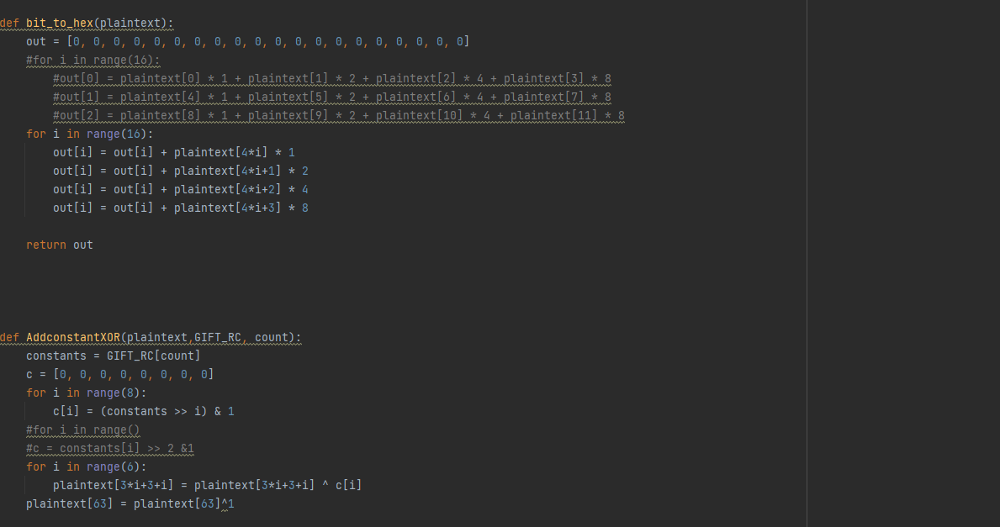 def bit_to_hex(plaintext):
    out = [0, 0, 0, 0, 0, 0, 0, 0, 0, 0, 0, 0, 0, 0, 0, 0, 0, 0, 0, 0]
    #for i in range(16):
        #out[0] = plaintext[0] * 1 + plaintext[1] * 2 + plaintext[2] * 4 + plaintext[3] * 8
        #out[1] = plaintext[4] * 1 + plaintext[5] * 2 + plaintext[6] * 4 + plaintext[7] * 8
        #out[2] = plaintext[8] * 1 + plaintext[9] * 2 + plaintext[10] * 4 + plaintext[11] * 8
    for i in range(16):
        out[i] = out[i] + plaintext[4*i] * 1
        out[i] = out[i] + plaintext[4*i+1] * 2
        out[i] = out[i] + plaintext[4*i+2] * 4
        out[i] = out[i] + plaintext[4*i+3] * 8
    return out
def AddconstantXOR(plaintext,GIFT_RC, count):
    constants = GIFT_RC[count]
    c = [0, 0, 0, 0, 0, 0, 0, 0]
    for i in range(8):
        c[i] = (constants >> i) & 1
    #for i in range()
    #c = constants[i] >> 2 &1
    for i in range(6):
        plaintext[3*i+3+i] = plaintext[3*i+3+i] ^ c[i]
    plaintext[63] = plaintext[63]^1